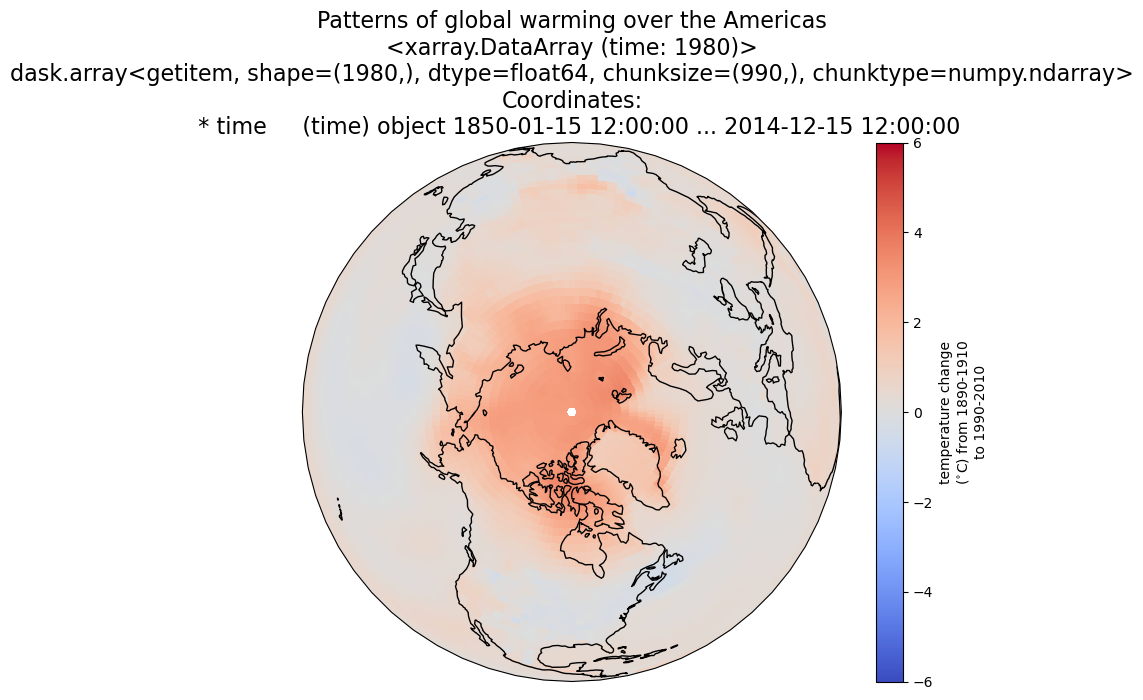 Patterns of global warming over the Americas
<xarray.DataArray (time: 1980)>
dask.array<getitem, shape=(1980,), dtype=float64, chunksize=(990,), chunktype=numpy.ndarray>
Coordinates:
* time     (time) object 1850-01-15 12:00:00 ... 2014-12-15 12:00:00
6
4
2
0
−2
−4
−6
temperature change
(°C) from 1890-1910
to 1990-2010